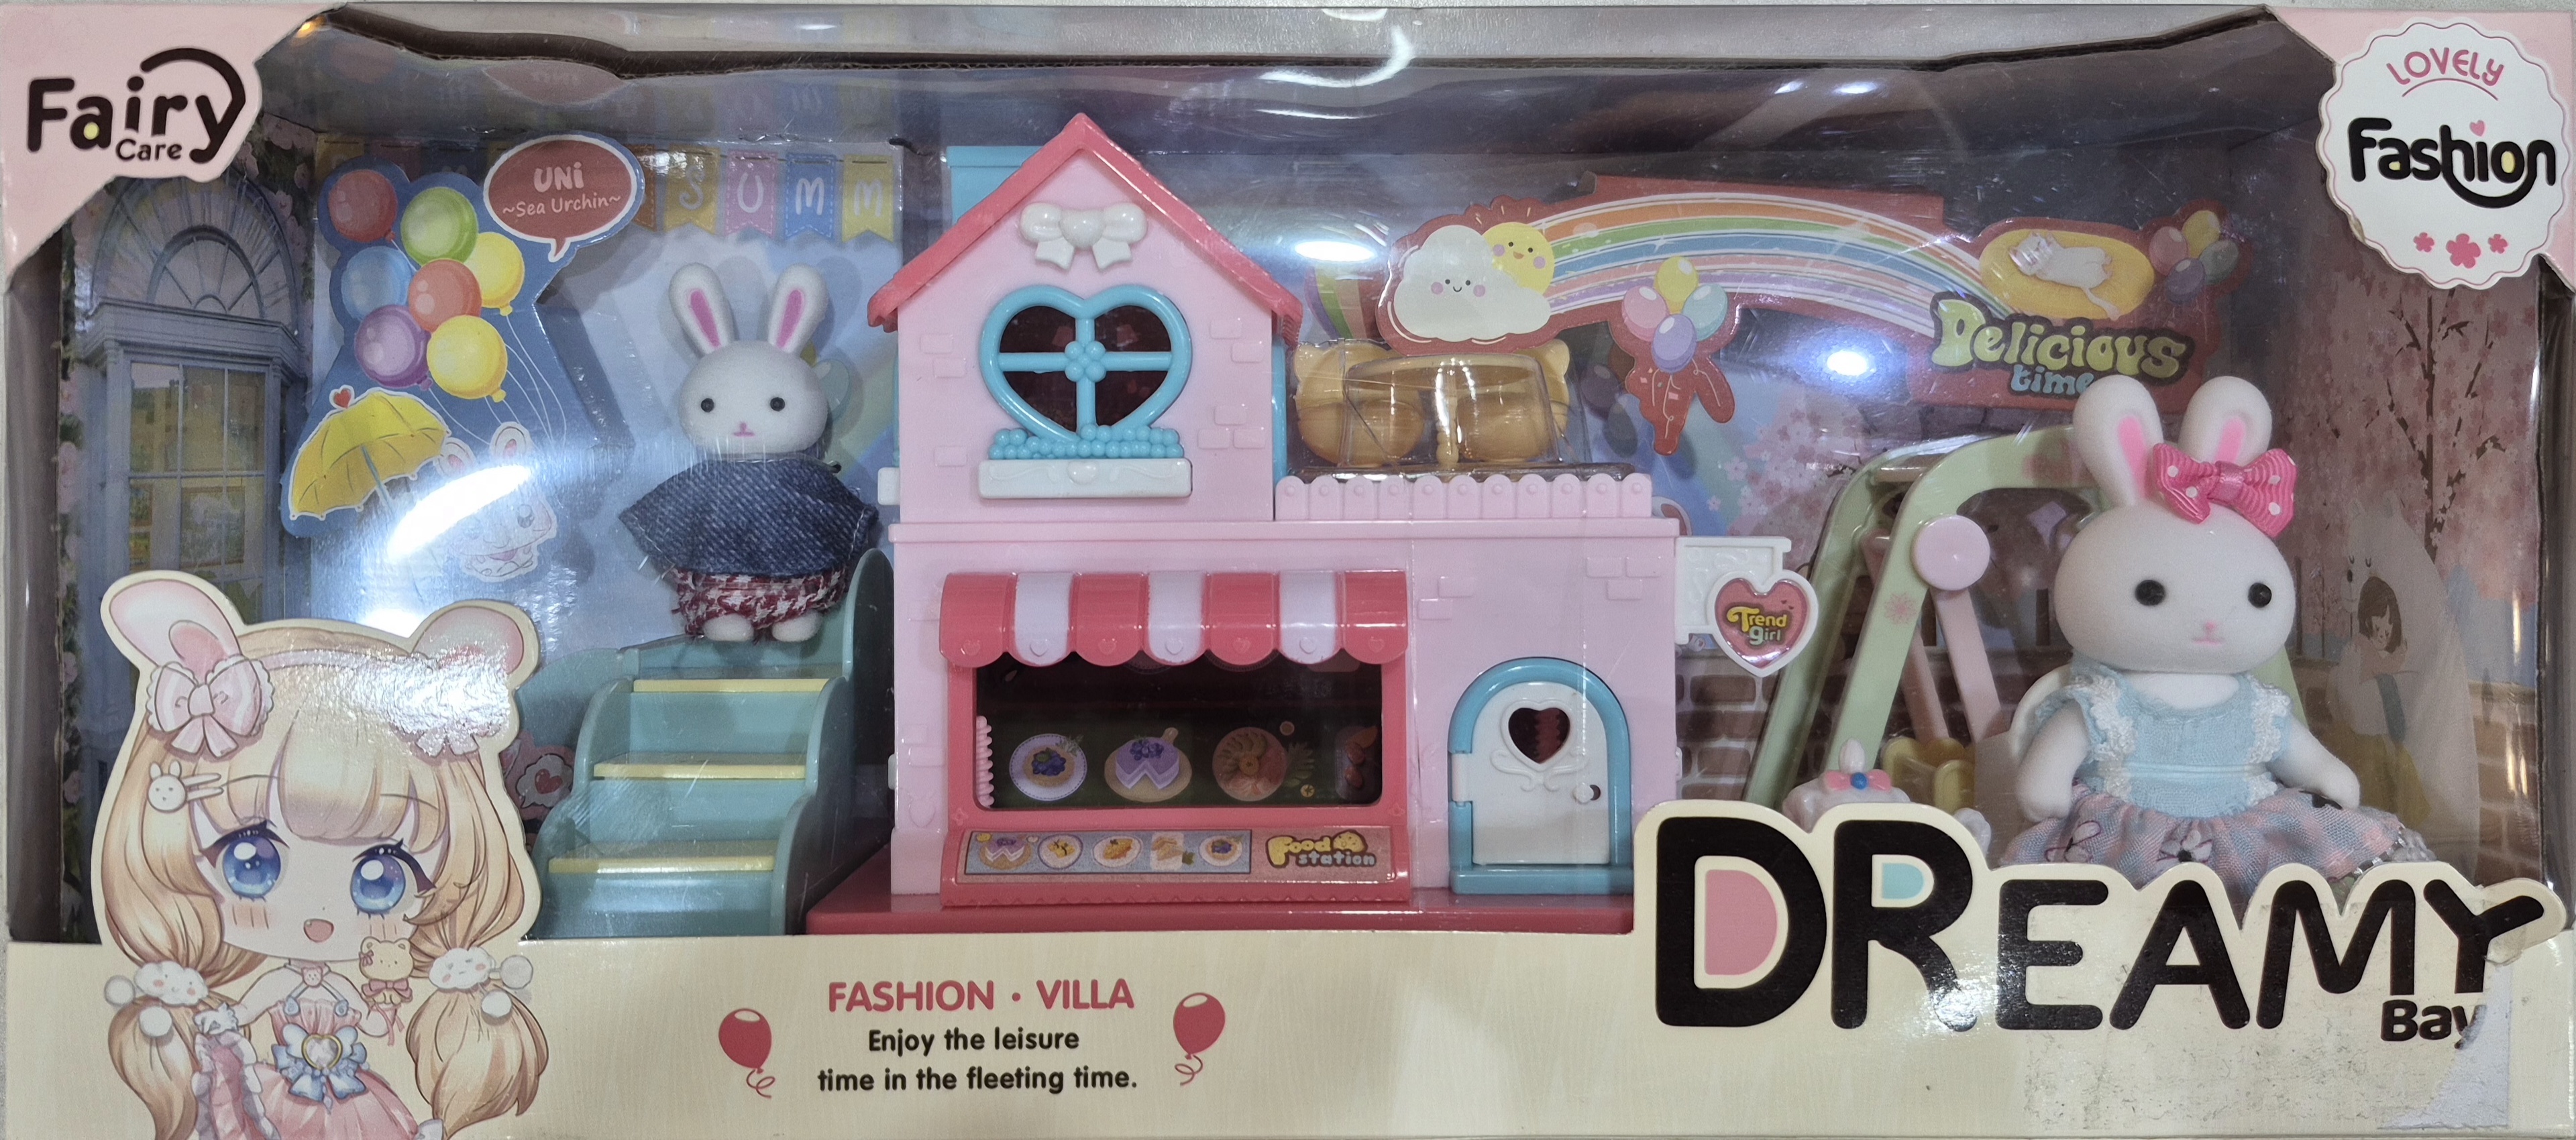 Fairy
Care
UNi
~Sea Urchin~
SUMM
LOVELY
Fashion
Delicious
time
Trend
girl
Food
station
DREAMY
Bay
FASHION · VILLA
Enjoy the leisure
time in the fleeting time.